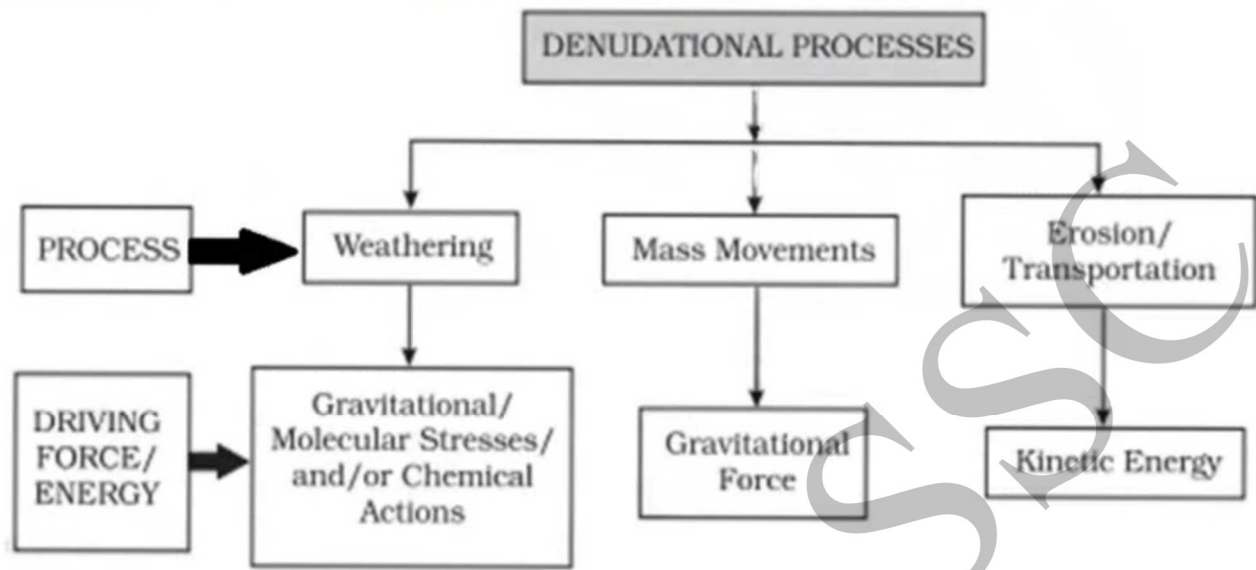 DENUDATIONAL PROCESSES
PROCESS
Weathering
Mass Movements
Erosion/
Transportation
DRIVING
FORCE/
ENERGY
Gravitational/
Molecular Stresses/
and/or Chemical
Actions
Gravitational
Force
Kinetic Energy
SSC